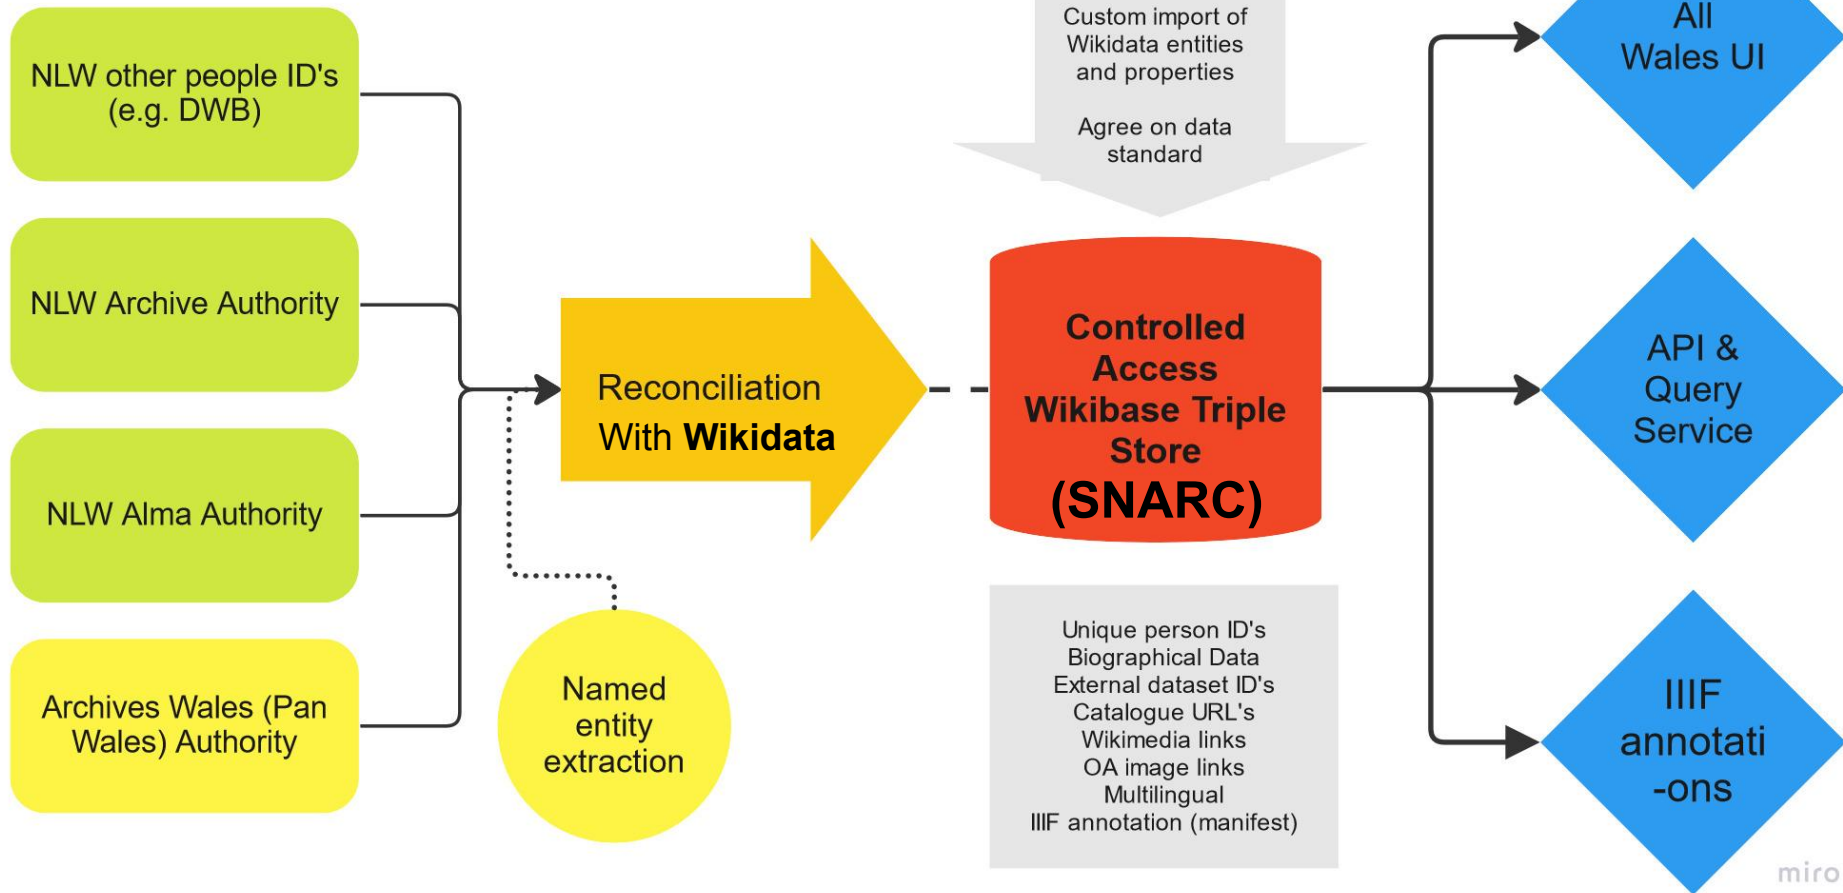 NLW other people ID's
(e.g. DWB)
NLW Archive Authority
NLW Alma Authority
Archives Wales (Pan
Wales) Authority
Named
entity
extraction
Reconciliation
With Wikidata
Custom import of
Wikidata entities
and properties
Agree on data
standard
Controlled
Access
Wikibase Triple
Store
(SNARC)
Unique person ID's
Biographical Data
External dataset ID's
Catalogue URL's
Wikimedia links
OA image links
Multilingual
IIIF annotation (manifest)
All
Wales UI
API &
Query
Service
IIIF
annotati
-ons
miro